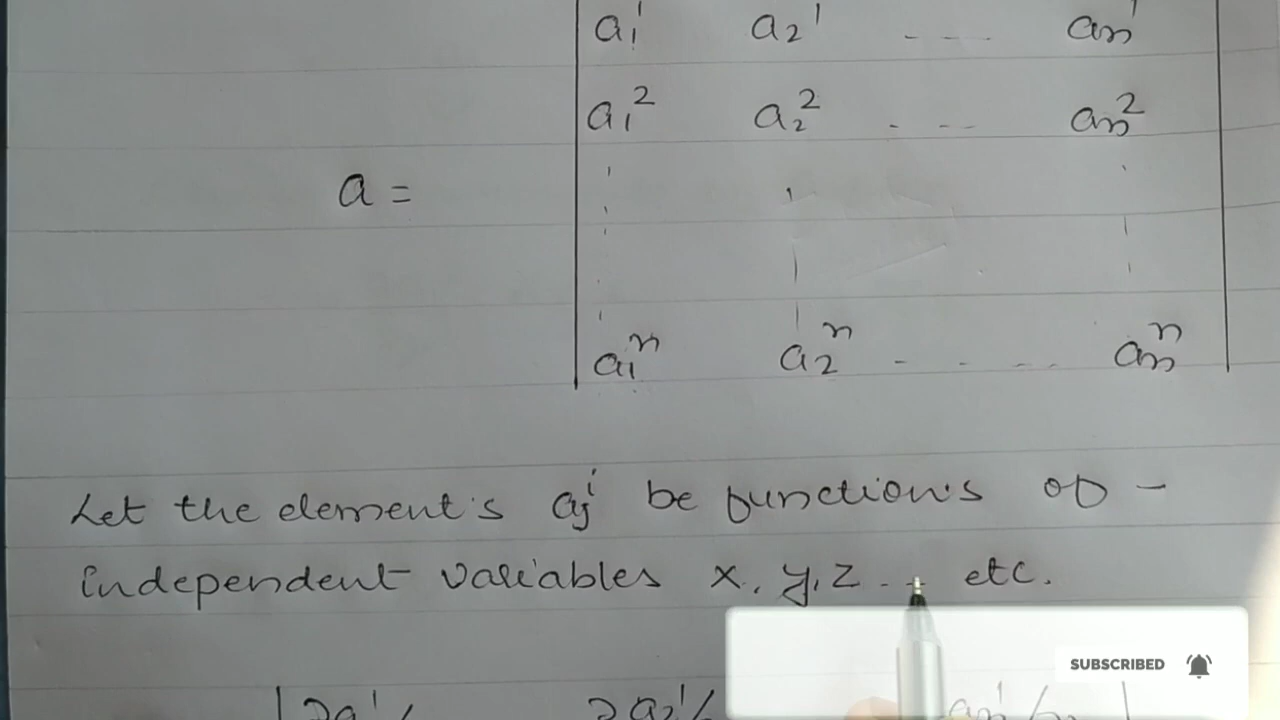 a₁¹ a₂¹ - - - aₙ¹
a₁² a₂² - - - aₙ²
a =
a₁ⁿ a₂ⁿ - - - - aₙⁿ
Let the element's aⱼⁱ be function's of -
independent variables x, y, z - - etc.
SUBSCRIBED